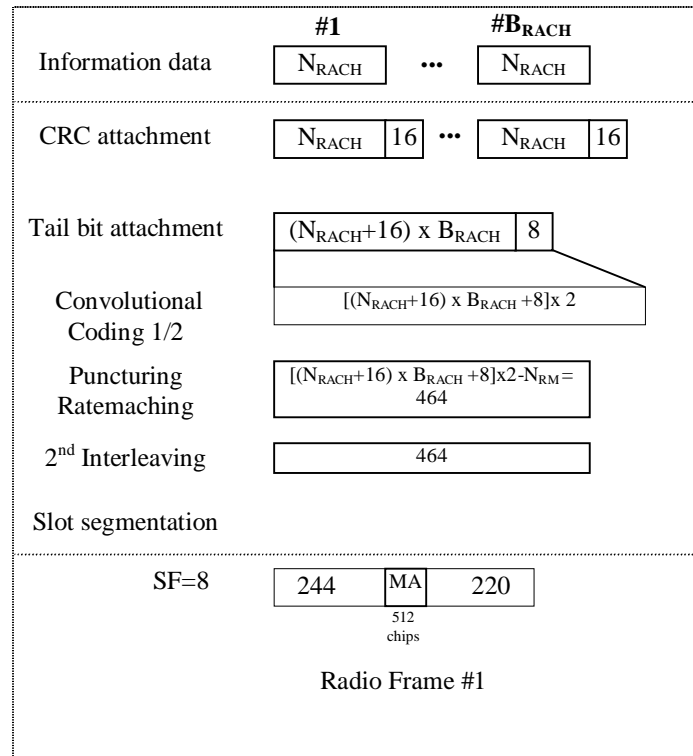 #1 #B_RACH
Information data N_RACH ••• N_RACH
CRC attachment N_RACH 16 ••• N_RACH 16
Tail bit attachment (N_RACH+16) x B_RACH 8
Convolutional
Coding 1/2
[(N_RACH+16) x B_RACH +8]x 2
Puncturing
Ratemaching
[(N_RACH+16) x B_RACH +8]x2-N_RM=
464
2nd Interleaving 464
Slot segmentation
SF=8 244 MA 220
512
chips
Radio Frame #1